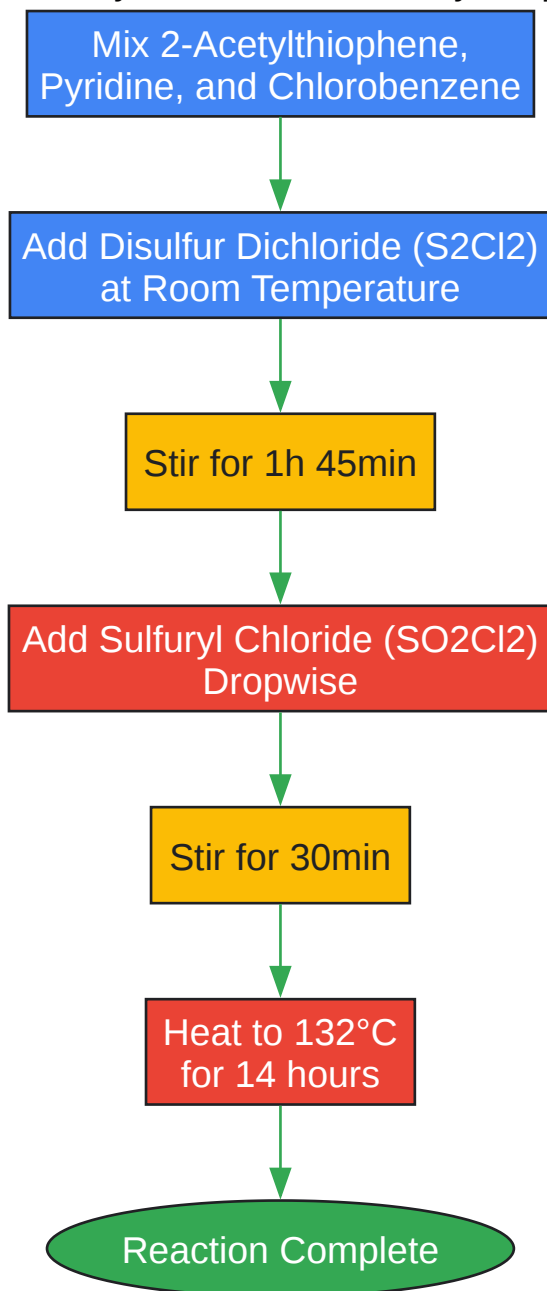 Mix 2-Acetylthiophene,
Pyridine, and Chlorobenzene
Add Disulfur Dichloride (S2Cl2)
at Room Temperature
Stir for 1h 45min
Add Sulfuryl Chloride (SO2Cl2)
Dropwise
Stir for 30min
Heat to 132°C
for 14 hours
Reaction Complete